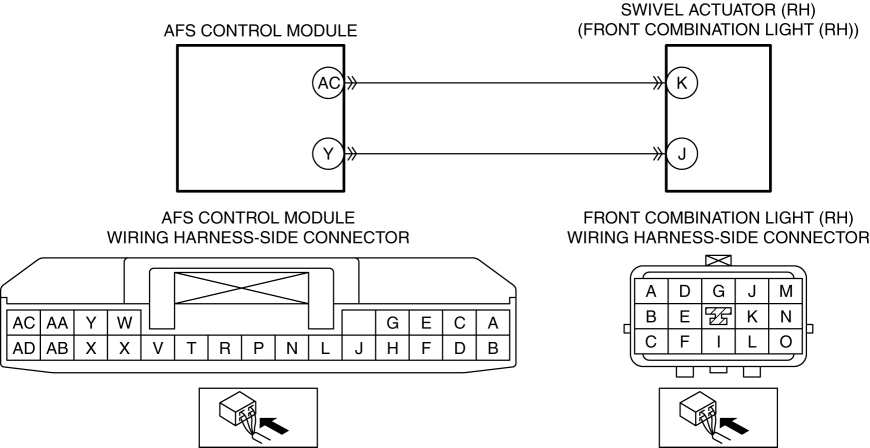 AFS CONTROL MODULE
SWIVEL ACTUATOR (RH)
(FRONT COMBINATION LIGHT (RH))
AC
K
Y
J
AFS CONTROL MODULE
WIRING HARNESS-SIDE CONNECTOR
FRONT COMBINATION LIGHT (RH)
WIRING HARNESS-SIDE CONNECTOR
AC AA Y W G E C A
AD AB X X V T R P N L J H F D B
A D G J M
B E K N
C F I L O